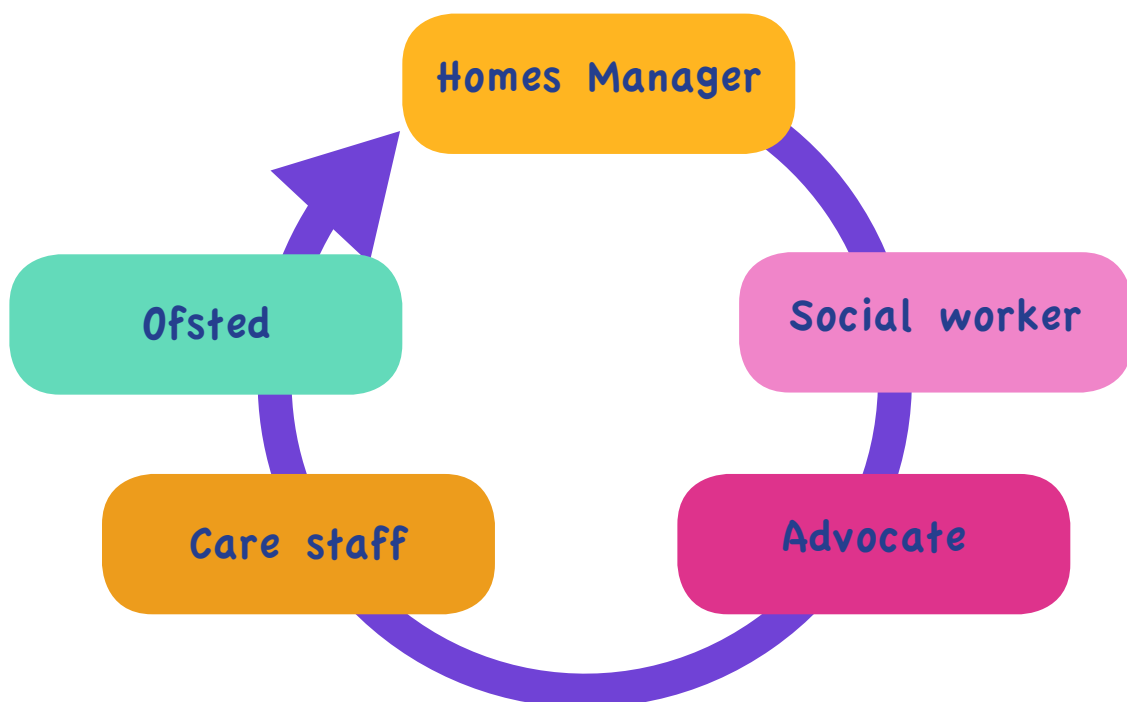 Homes Manager
Social worker
Advocate
Care staff
Ofsted